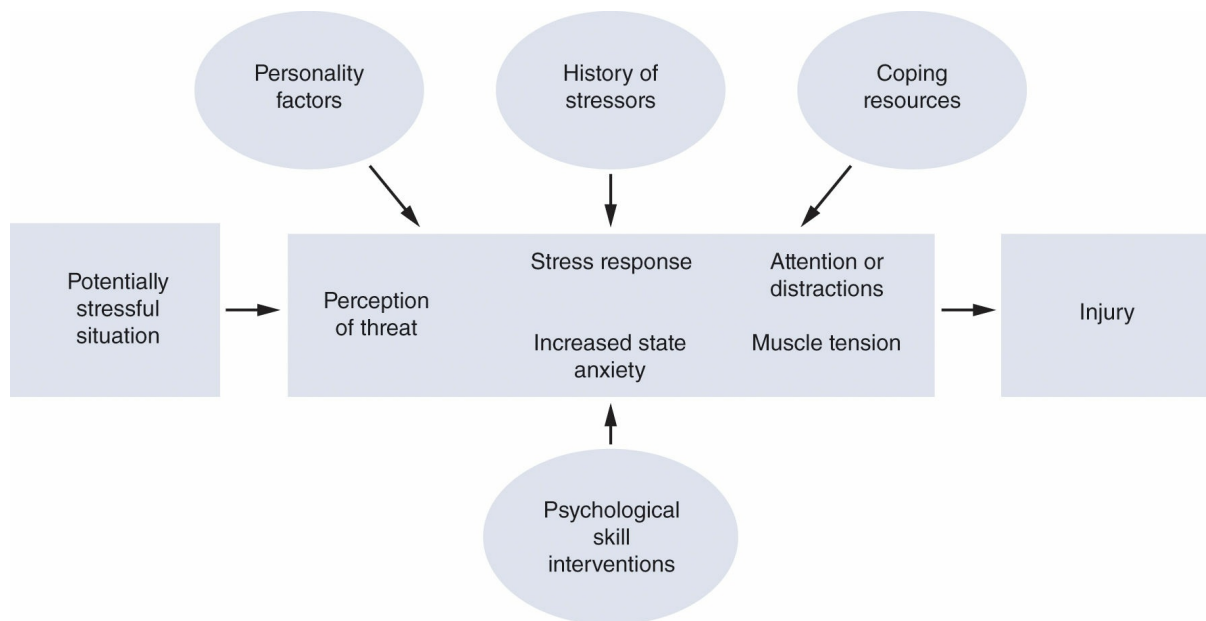 Personality
factors
History of
stressors
Coping
resources
Potentially
stressful
situation
Perception
of threat
Stress response
Increased state
anxiety
Attention or
distractions
Muscle tension
Injury
Psychological
skill
interventions